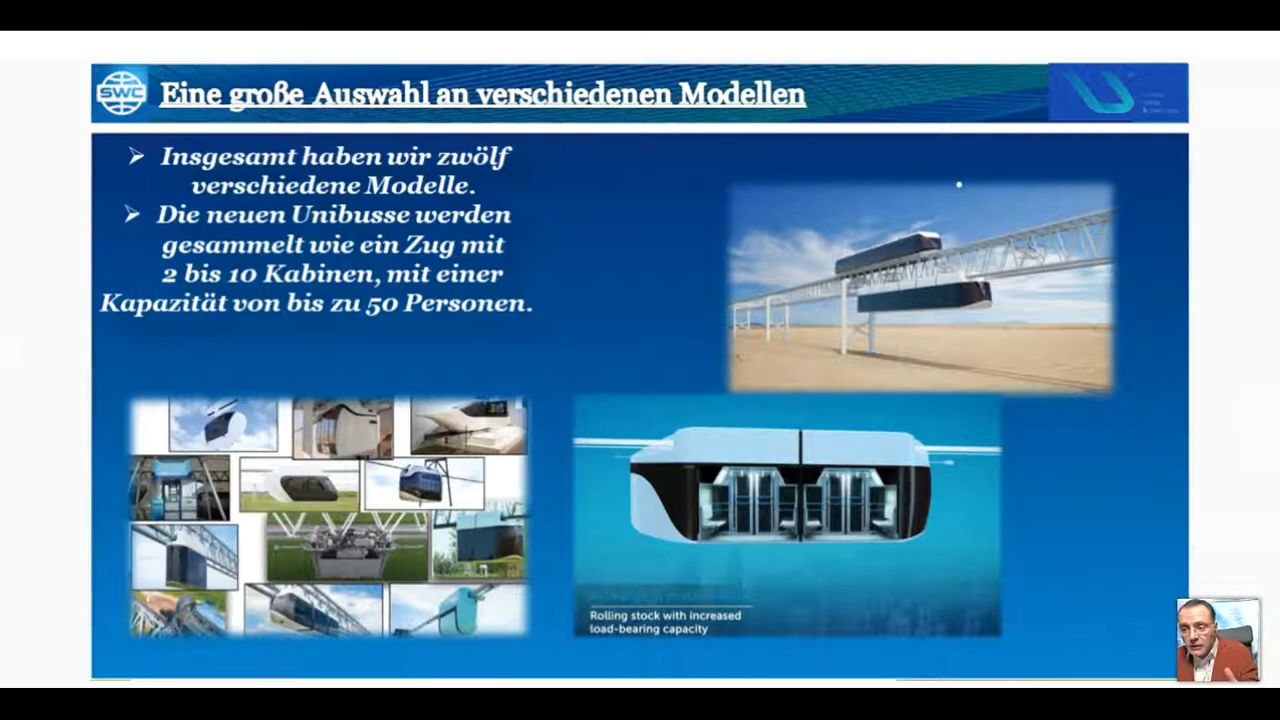 SWC
Eine große Auswahl an verschiedenen Modellen
➢ Insgesamt haben wir zwölf
verschiedene Modelle.
➢ Die neuen Unibusse werden
gesammelt wie ein Zug mit
2 bis 10 Kabinen, mit einer
Kapazität von bis zu 50 Personen.
Rolling stock with increased
load-bearing capacity